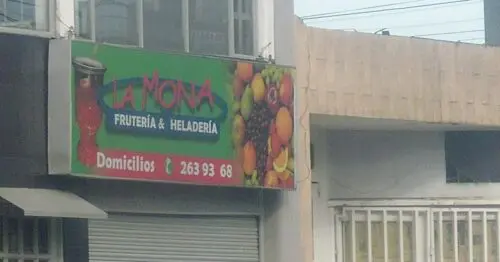 LA MONA
FRUTERÍA & HELADERÍA
Domicilios 263 93 68